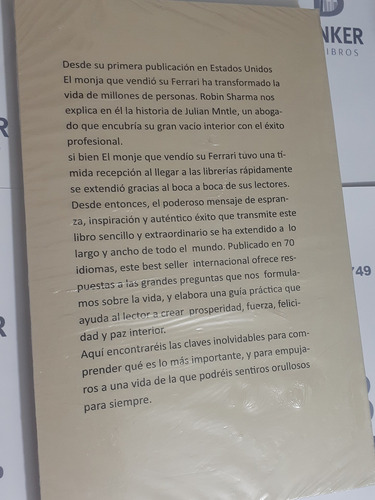 Desde su primera publicación en Estados Unidos
El monja que vendió su Ferrari ha transformado la
vida de millones de personas. Robin Sharma nos
explica en él la historia de Julian Mntle, un aboga-
do que encubría su gran vacio interior con el éxito
profesional.
si bien El monje que vendío su Ferrari tuvo una tí-
mida recepción al llegar a las librerías rápidamente
se extendió gracias al boca a boca de sus lectores.
Desde entonces, el poderoso mensaje de espran-
za, inspiración y auténtico éxito que transmite este
libro sencillo y extraordinario se ha extendido a lo
largo y ancho de todo el mundo. Publicado en 70
idiomas, este best seller internacional ofrece res-
puestas a las grandes preguntas que nos formula-
mos sobre la vida, y elabora una guía práctica que
ayuda al lector a crear prosperidad, fuerza, felici-
dad y paz interior.
Aquí encontraréis las claves inolvidables para com-
prender qué es lo más importante, y para empuja-
ros a una vida de la que podréis sentiros orullosos
para siempre.
NKER
IBROS
749